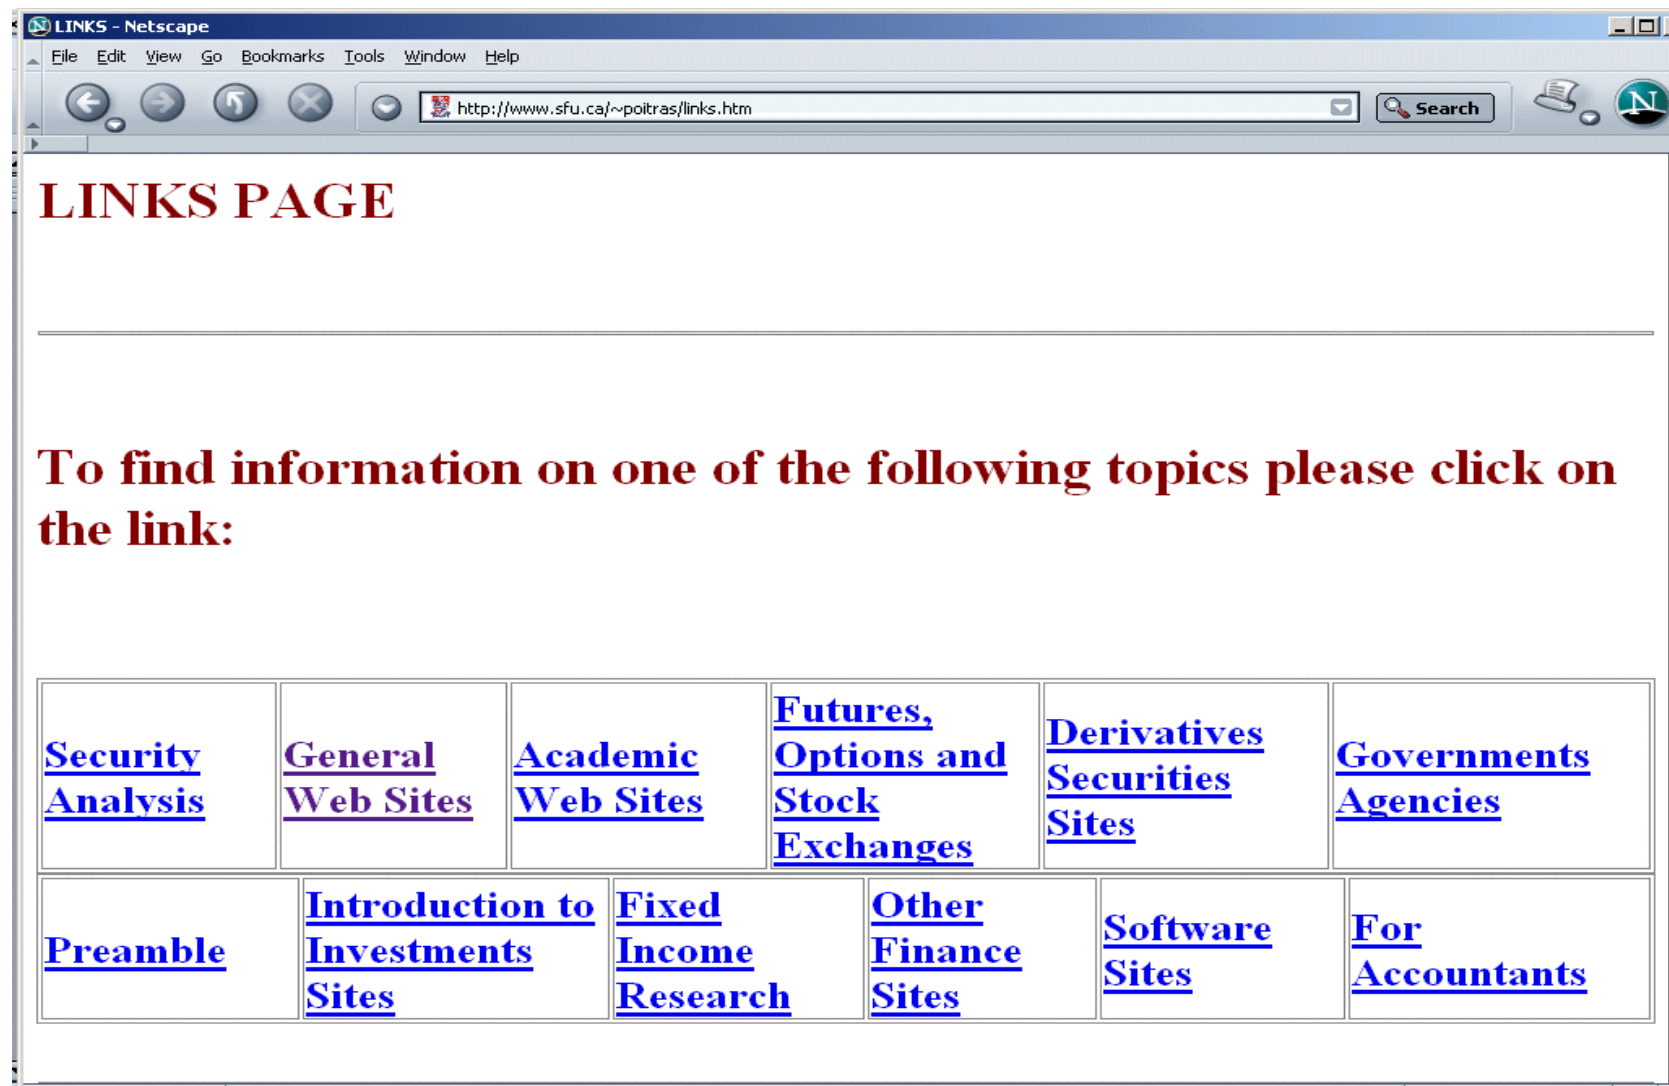 LINKS - Netscape
File Edit View Go Bookmarks Tools Window Help
http://www.sfu.ca/~poitras/links.htm
Search
N
LINKS PAGE
To find information on one of the following topics please click on
the link:
Security
Analysis
General
Web Sites
Academic
Web Sites
Futures,
Options and
Stock
Exchanges
Derivatives
Securities
Sites
Governments
Agencies
Preamble
Introduction to
Investments
Sites
Fixed
Income
Research
Other
Finance
Sites
Software
Sites
For
Accountants